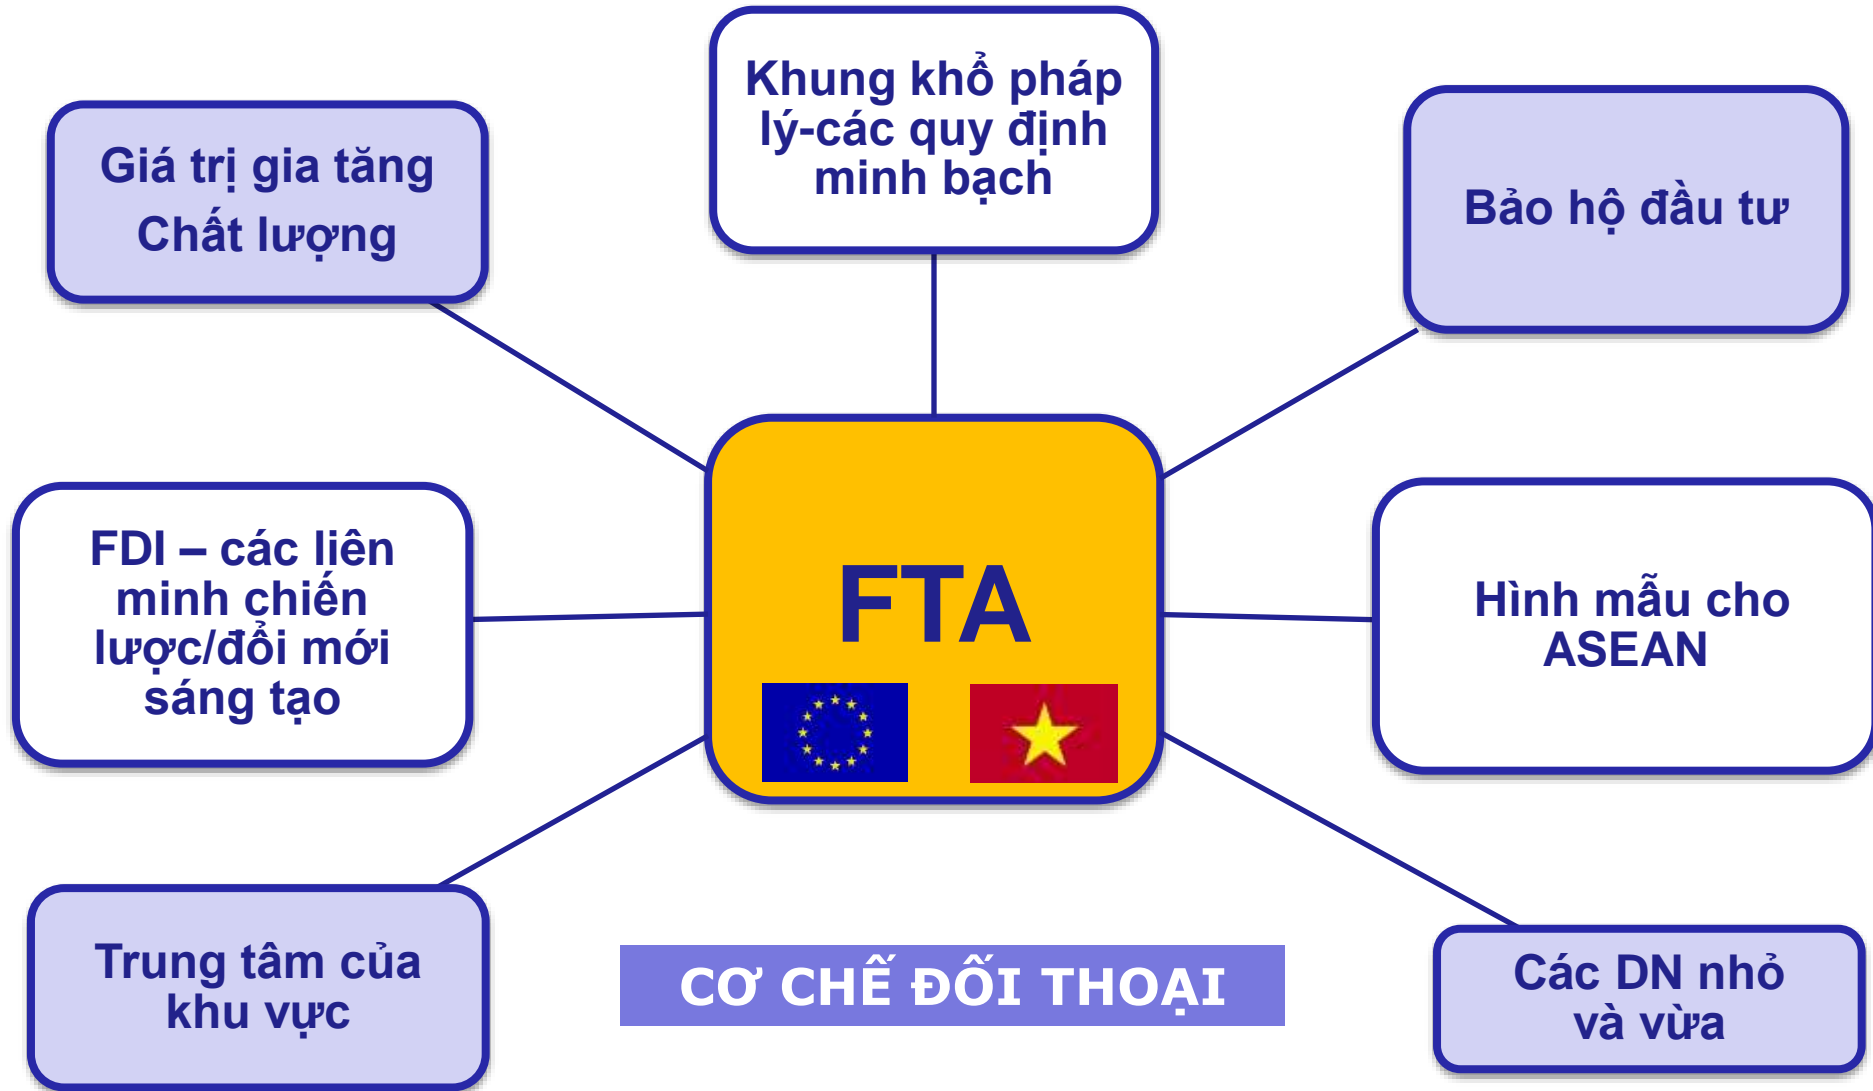 Khung khổ pháp
lý-các quy định
minh bạch
Giá trị gia tăng
Chất lượng
Bảo hộ đầu tư
FDI – các liên
minh chiến
lược/đổi mới
sáng tạo
FTA
Hình mẫu cho
ASEAN
Trung tâm của
khu vực
CƠ CHẾ ĐỐI THOẠI
Các DN nhỏ
và vừa